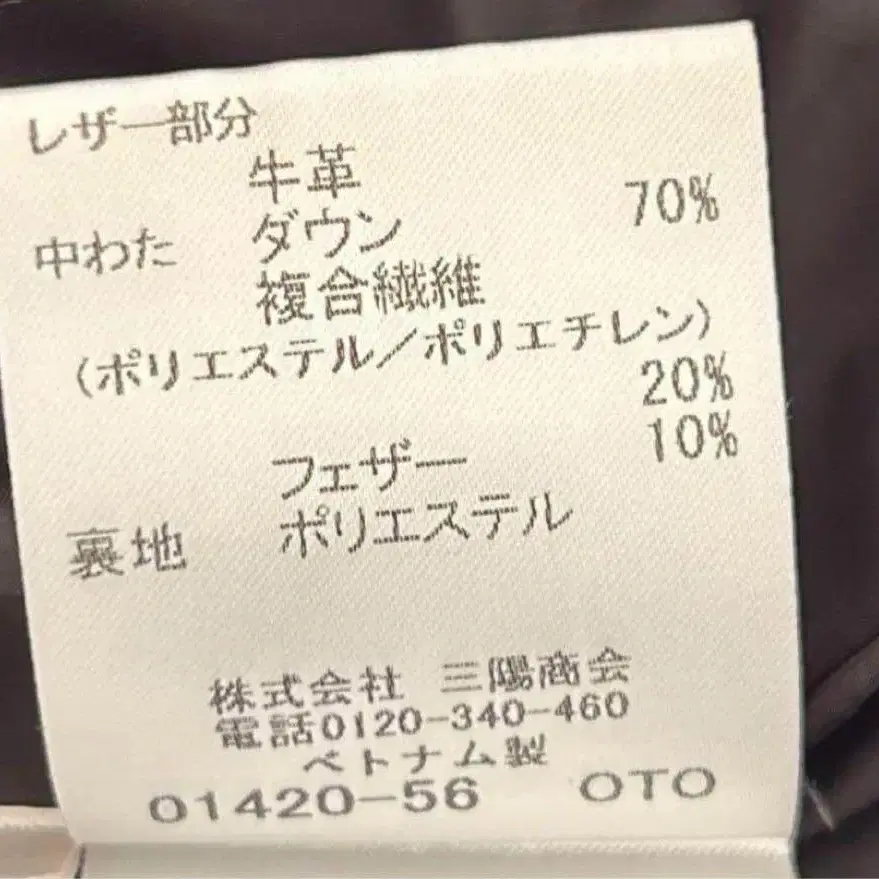 レザー部分
牛革
中わた ダウン 70%
複合繊維
(ポリエステル／ポリエチレン)
20%
フェザー 10%
裏地 ポリエステル
株式会社 三陽商会
電話0120-340-460
ベトナム製
01420-56 OTO